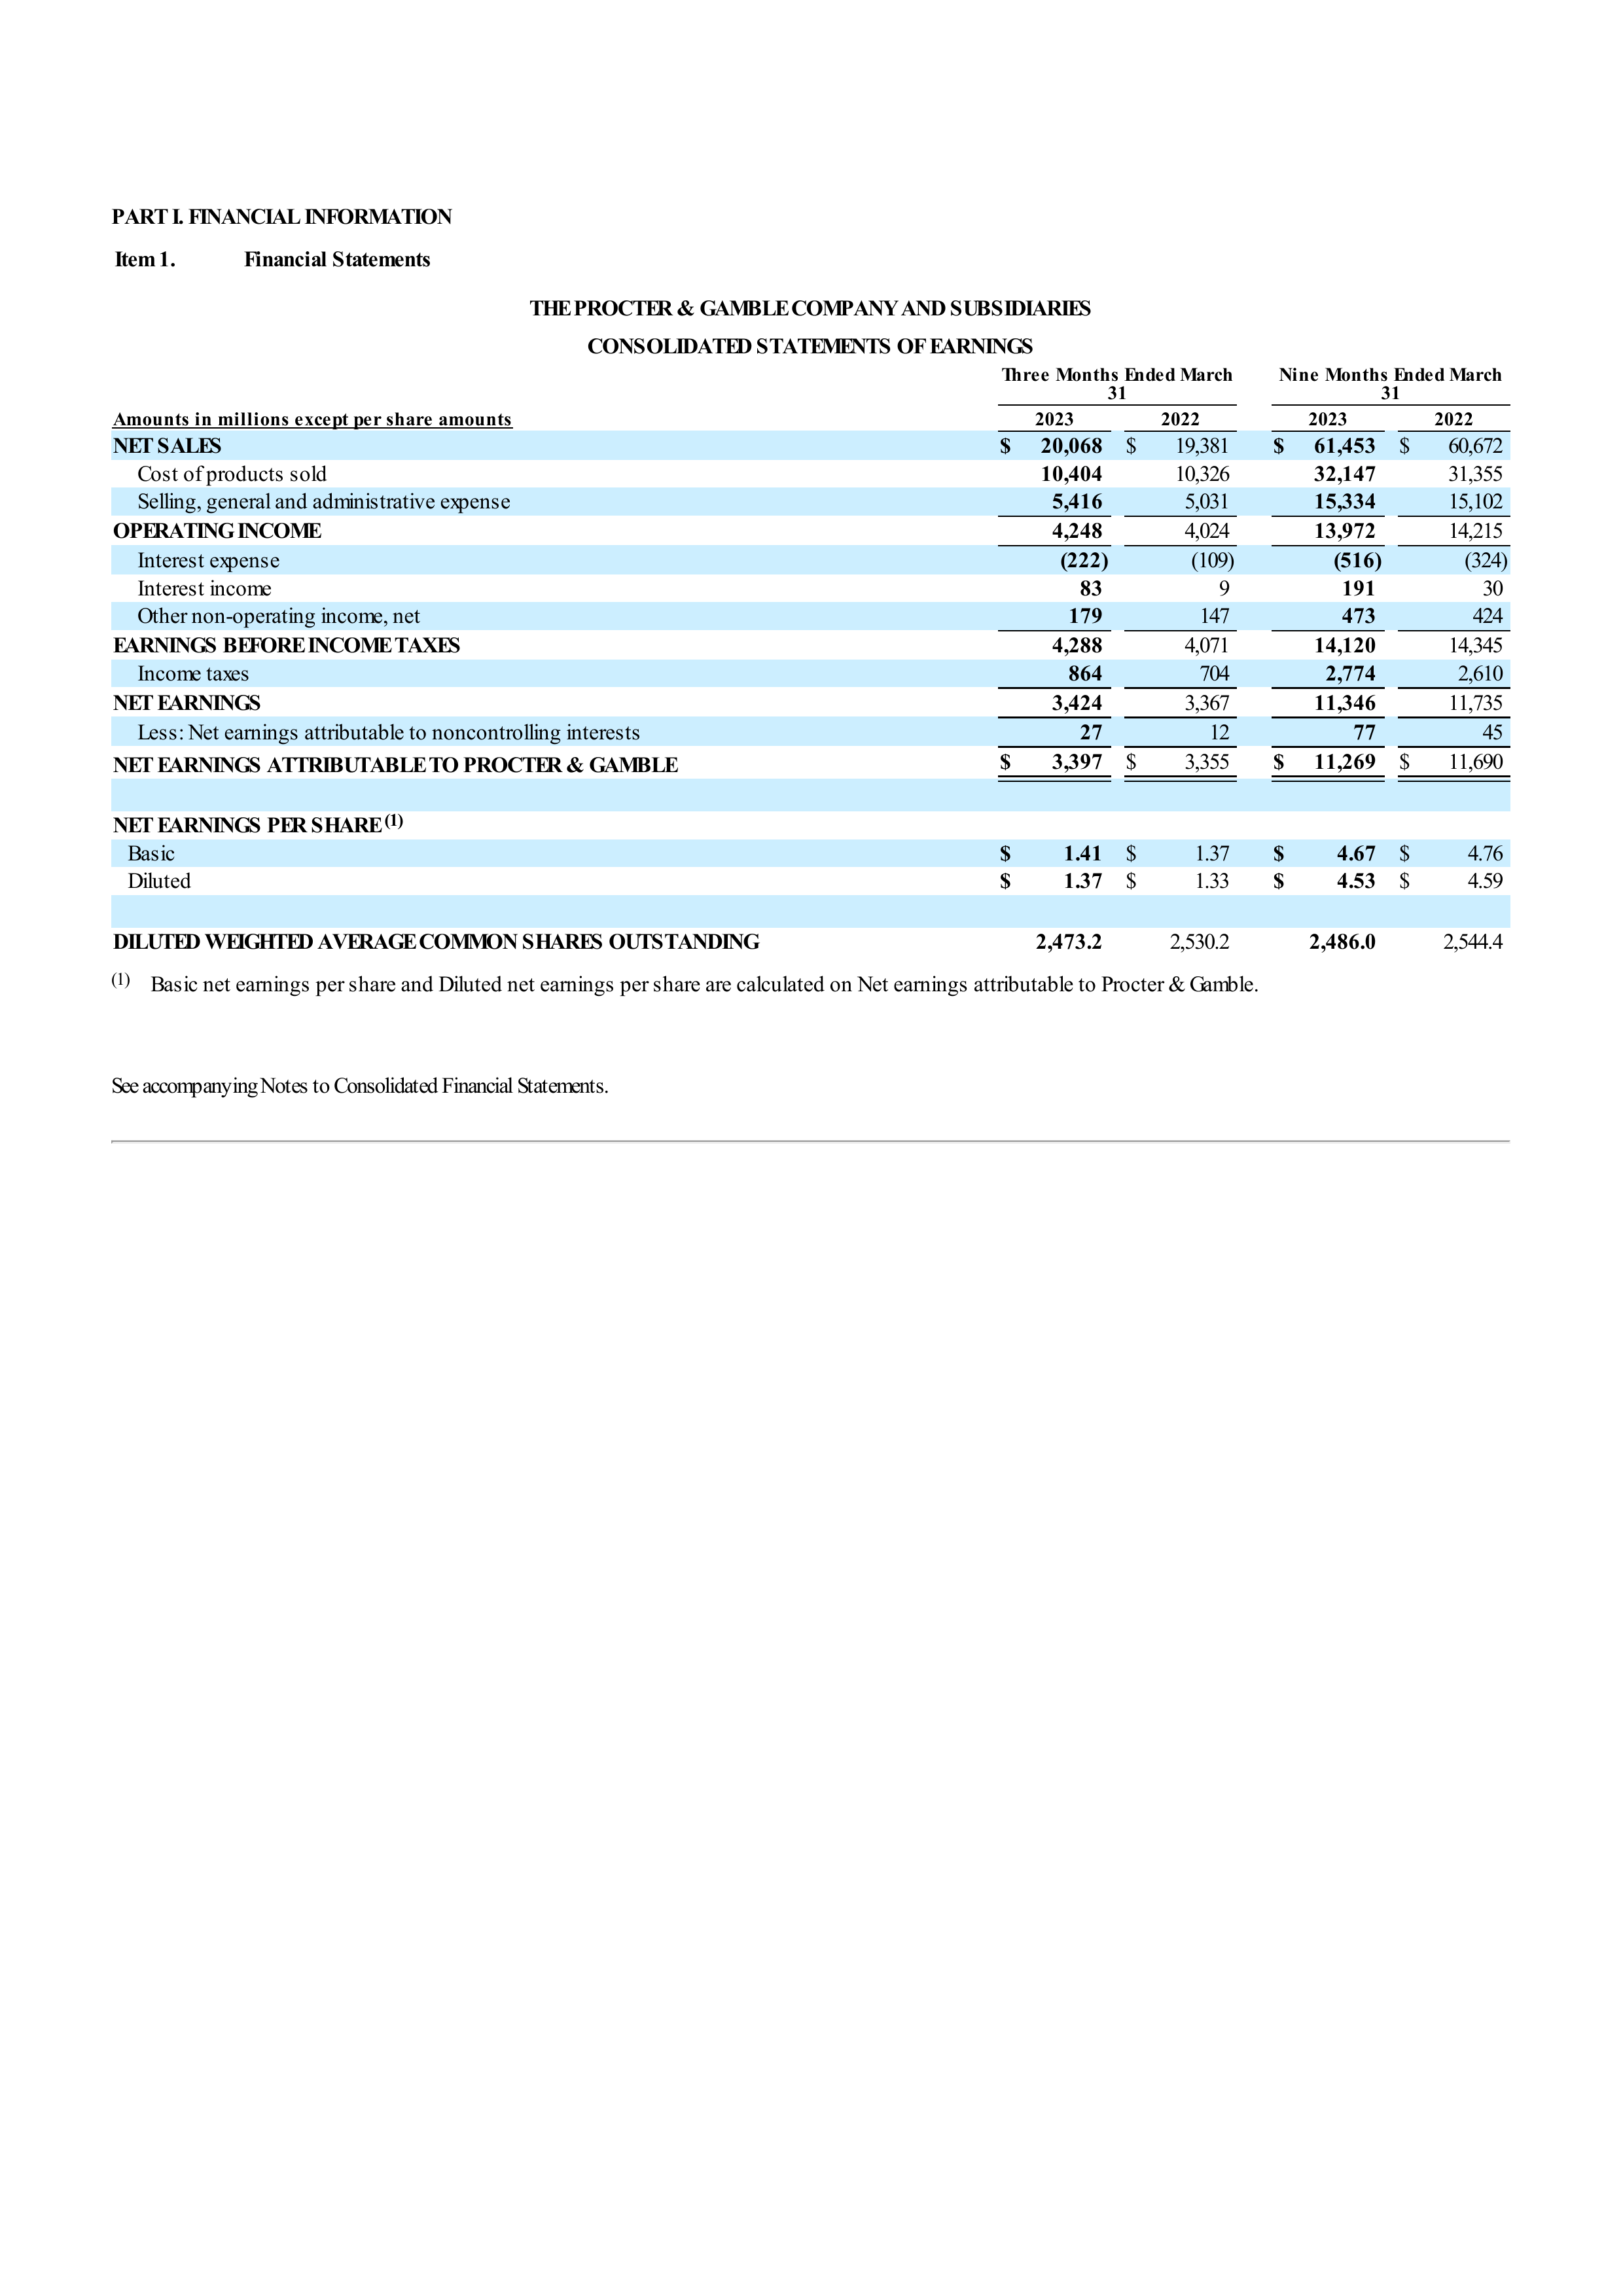 PART I. FINANCIAL INFORMATION
Item 1. Financial Statements
THE PROCTER & GAMBLE COMPANY AND SUBSIDIARIES
CONSOLIDATED STATEMENTS OF EARNINGS
Three Months Ended March 31 Nine Months Ended March 31
Amounts in millions except per share amounts 2023 2022 2023 2022
NET SALES $ 20,068 $ 19,381 $ 61,453 $ 60,672
Cost of products sold 10,404 10,326 32,147 31,355
Selling, general and administrative expense 5,416 5,031 15,334 15,102
OPERATING INCOME 4,248 4,024 13,972 14,215
Interest expense (222) (109) (516) (324)
Interest income 83 9 191 30
Other non-operating income, net 179 147 473 424
EARNINGS BEFORE INCOME TAXES 4,288 4,071 14,120 14,345
Income taxes 864 704 2,774 2,610
NET EARNINGS 3,424 3,367 11,346 11,735
Less: Net earnings attributable to noncontrolling interests 27 12 77 45
NET EARNINGS ATTRIBUTABLE TO PROCTER & GAMBLE $ 3,397 $ 3,355 $ 11,269 $ 11,690
NET EARNINGS PER SHARE (1)
Basic $ 1.41 $ 1.37 $ 4.67 $ 4.76
Diluted $ 1.37 $ 1.33 $ 4.53 $ 4.59
DILUTED WEIGHTED AVERAGE COMMON SHARES OUTSTANDING 2,473.2 2,530.2 2,486.0 2,544.4
(1) Basic net earnings per share and Diluted net earnings per share are calculated on Net earnings attributable to Procter & Gamble.
See accompanying Notes to Consolidated Financial Statements.